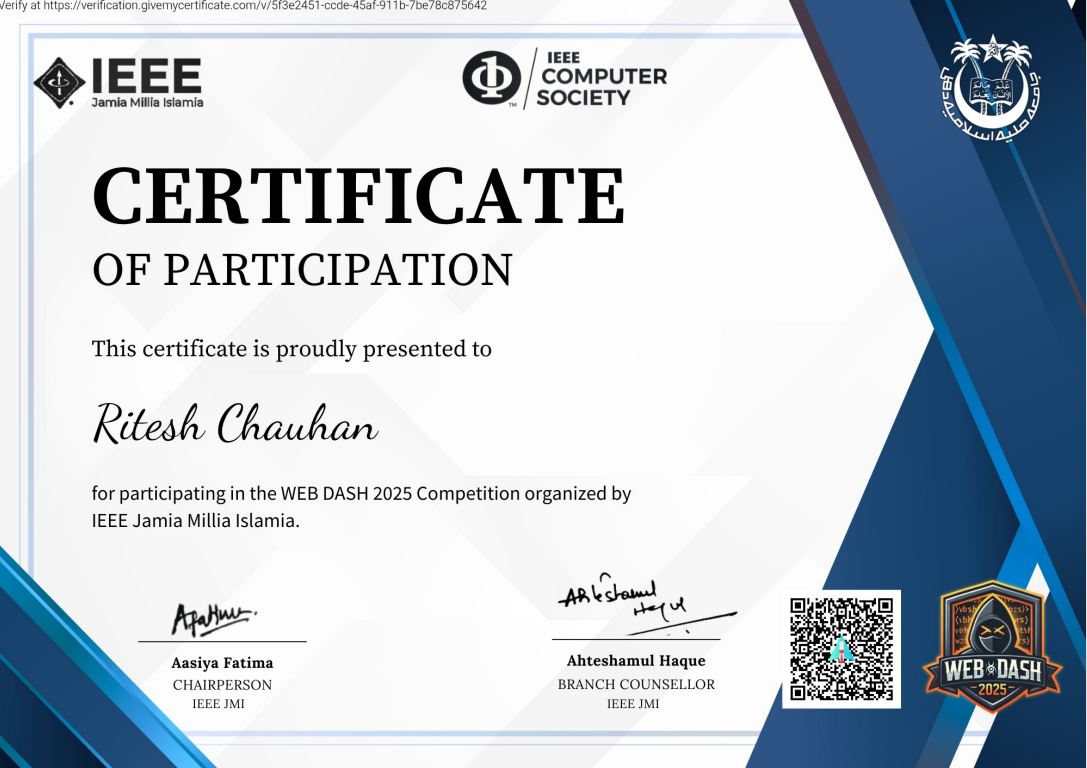 Verify at https://verification.givemycertificate.com/v/5f3e2451-ccde-45af-911b-7be78c875642
IEEE
Jamia Millia Islamia
IEEE
COMPUTER
SOCIETY
TM
CERTIFICATE
OF PARTICIPATION
This certificate is proudly presented to
Ritesh Chauhan
for participating in the WEB DASH 2025 Competition organized by
IEEE Jamia Millia Islamia.
Ahteshamul
Haque
Aasiya Fatima
CHAIRPERSON
IEEE JMI
Ahteshamul Haque
BRANCH COUNSELLOR
IEEE JMI
WEB DASH
2025